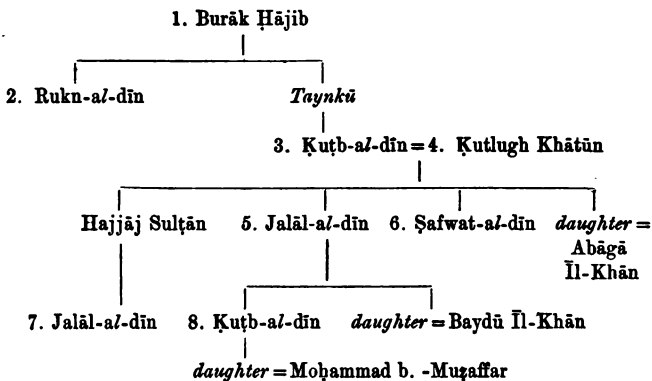 1. Burāk Ḥājib
2. Rukn-al-dīn Taynkū
3. Ḳuṭb-al-dīn=4. Ḳutlugh Khātūn
Hajjāj Sulṭān 5. Jalāl-al-dīn 6. Ṣafwat-al-dīn daughter=
Abāgā
Īl-Khān
7. Jalāl-al-dīn 8. Ḳuṭb-al-dīn daughter=Baydū Īl-Khān
daughter=Moḥammad b. -Muẓaffar